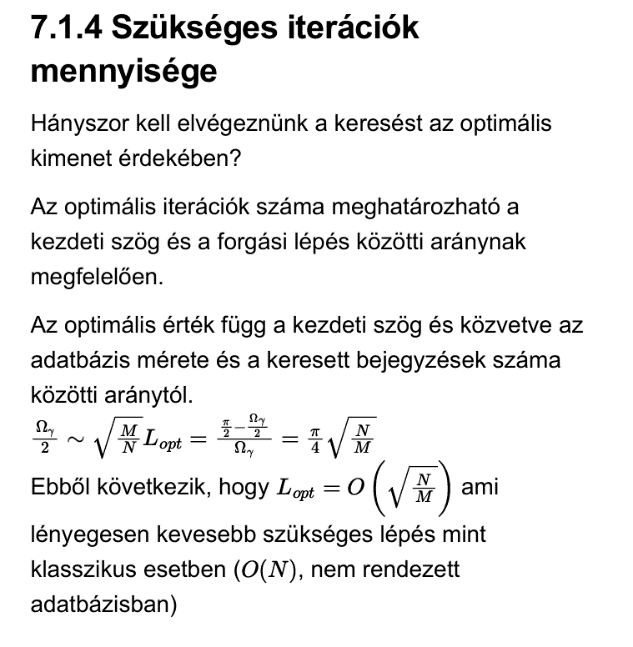 7.1.4 Szükséges iterációk
mennyisége
Hányszor kell elvégeznünk a keresést az optimális
kimenet érdekében?
Az optimális iterációk száma meghatározható a
kezdeti szög és a forgási lépés közötti aránynak
megfelelően.
Az optimális érték függ a kezdeti szög és közvetve az
adatbázis mérete és a keresett bejegyzések száma
közötti aránytól.
$\frac{\Omega_\gamma}{2} \sim \sqrt{\frac{M}{N}} L_{opt} = \frac{\frac{\pi}{2} - \frac{\Omega_\gamma}{2}}{\Omega_\gamma} = \frac{\pi}{4} \sqrt{\frac{N}{M}}$
Ebből következik, hogy $L_{opt} = O\left(\sqrt{\frac{N}{M}}\right)$ ami
lényegesen kevesebb szükséges lépés mint
klasszikus esetben ($O(N)$, nem rendezett
adatbázisban)